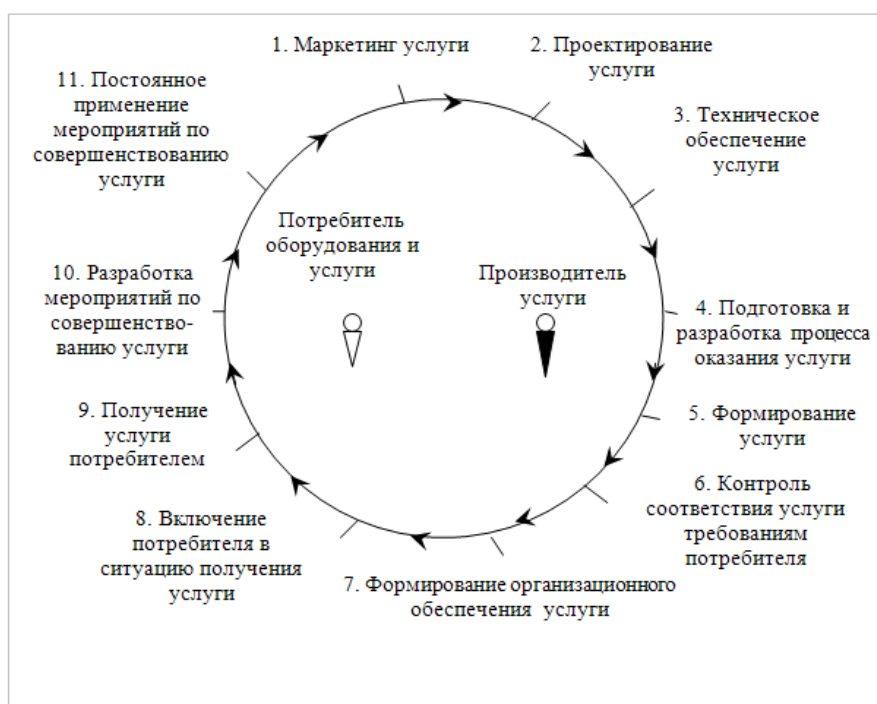 1. Маркетинг услуги
2. Проектирование
услуги
3. Техническое
обеспечение
услуги
4. Подготовка и
разработка процесса
оказания услуги
5. Формирование
услуги
6. Контроль
соответствия услуги
требованиям
потребителя
7. Формирование организационного
обеспечения услуги
8. Включение
потребителя в
ситуацию получения
услуги
9. Получение
услуги
потребителем
10. Разработка
мероприятий по
совершенство-
ванию услуги
11. Постоянное
применение
мероприятий по
совершенствованию
услуги
Потребитель
оборудования и
услуги
Производитель
услуги